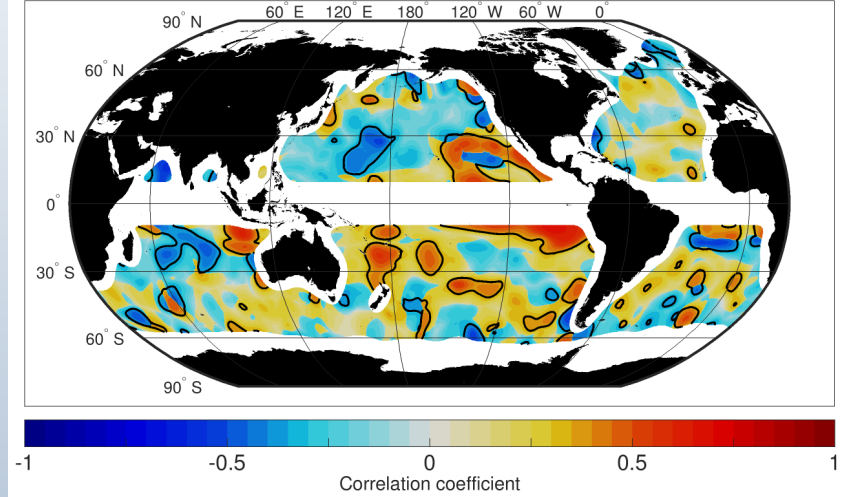 60° E 120° E 180° 120° W 60° W 0°
90° N
60° N
30° N
0°
30° S
60° S
90° S
-1 -0.5 0 0.5 1
Correlation coefficient